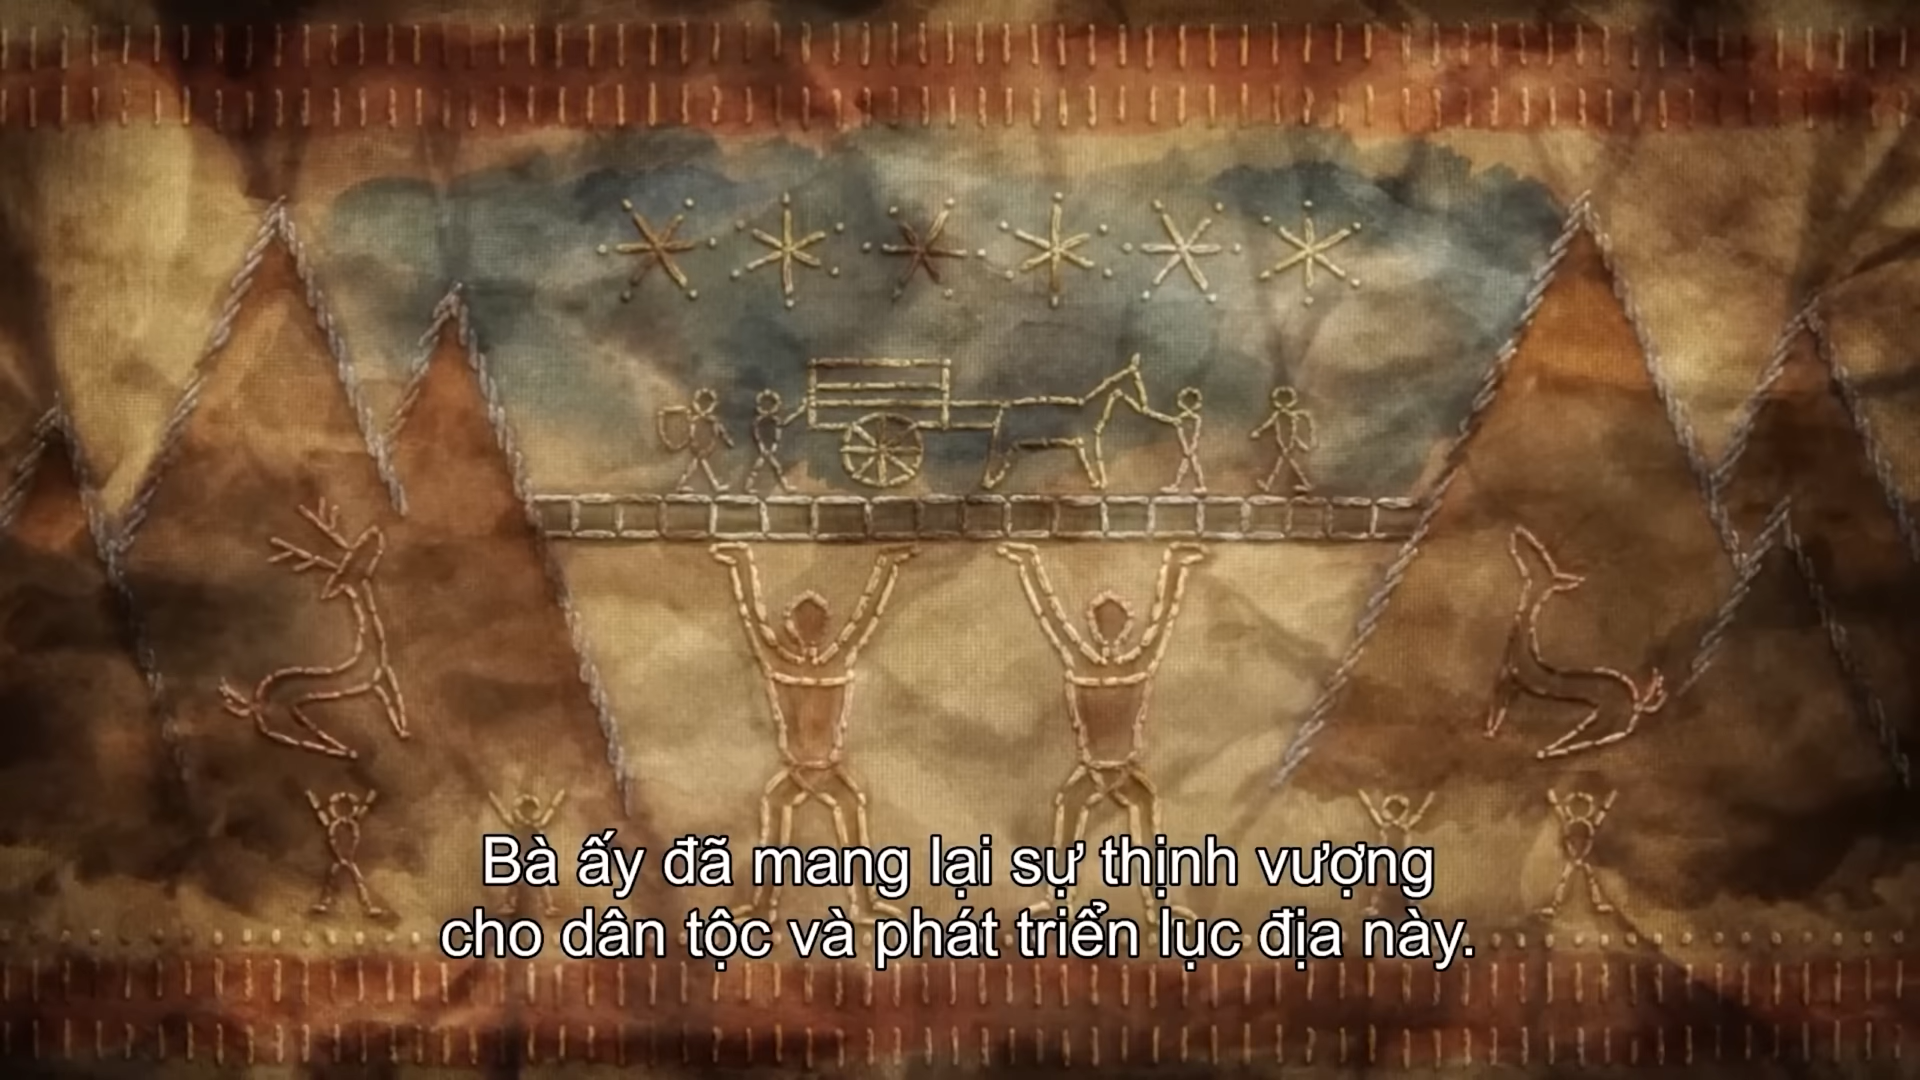 Bà ấy đã mang lại sự thịnh vượng
cho dân tộc và phát triển lục địa này.